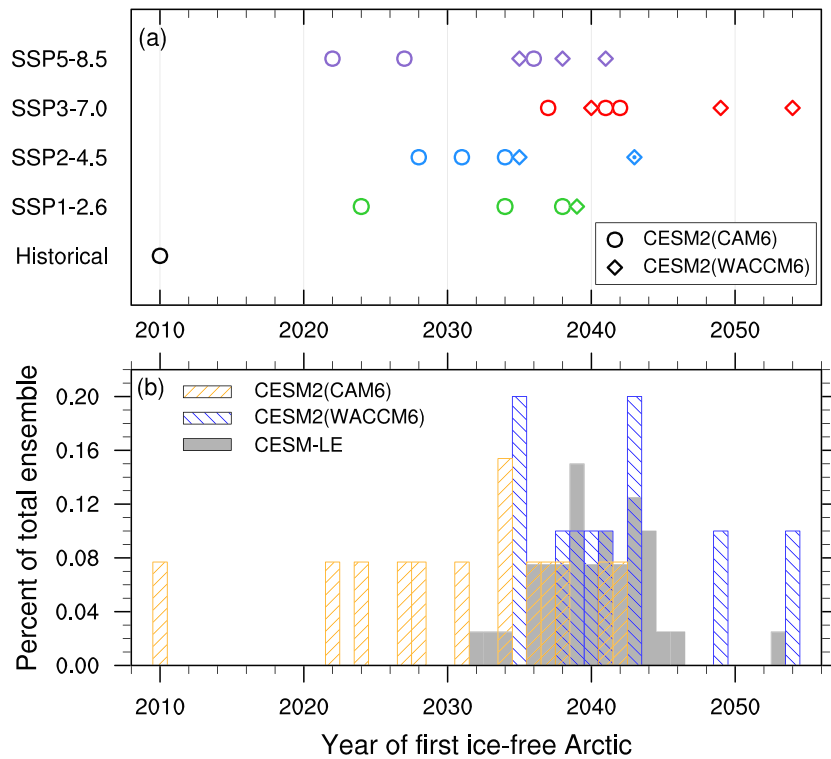 (a)
SSP5-8.5
SSP3-7.0
SSP2-4.5
SSP1-2.6
Historical
CESM2(CAM6)
CESM2(WACCM6)
2010 2020 2030 2040 2050
(b)
CESM2(CAM6)
CESM2(WACCM6)
CESM-LE
Percent of total ensemble
0.20
0.16
0.12
0.08
0.04
0.00
2010 2020 2030 2040 2050
Year of first ice-free Arctic